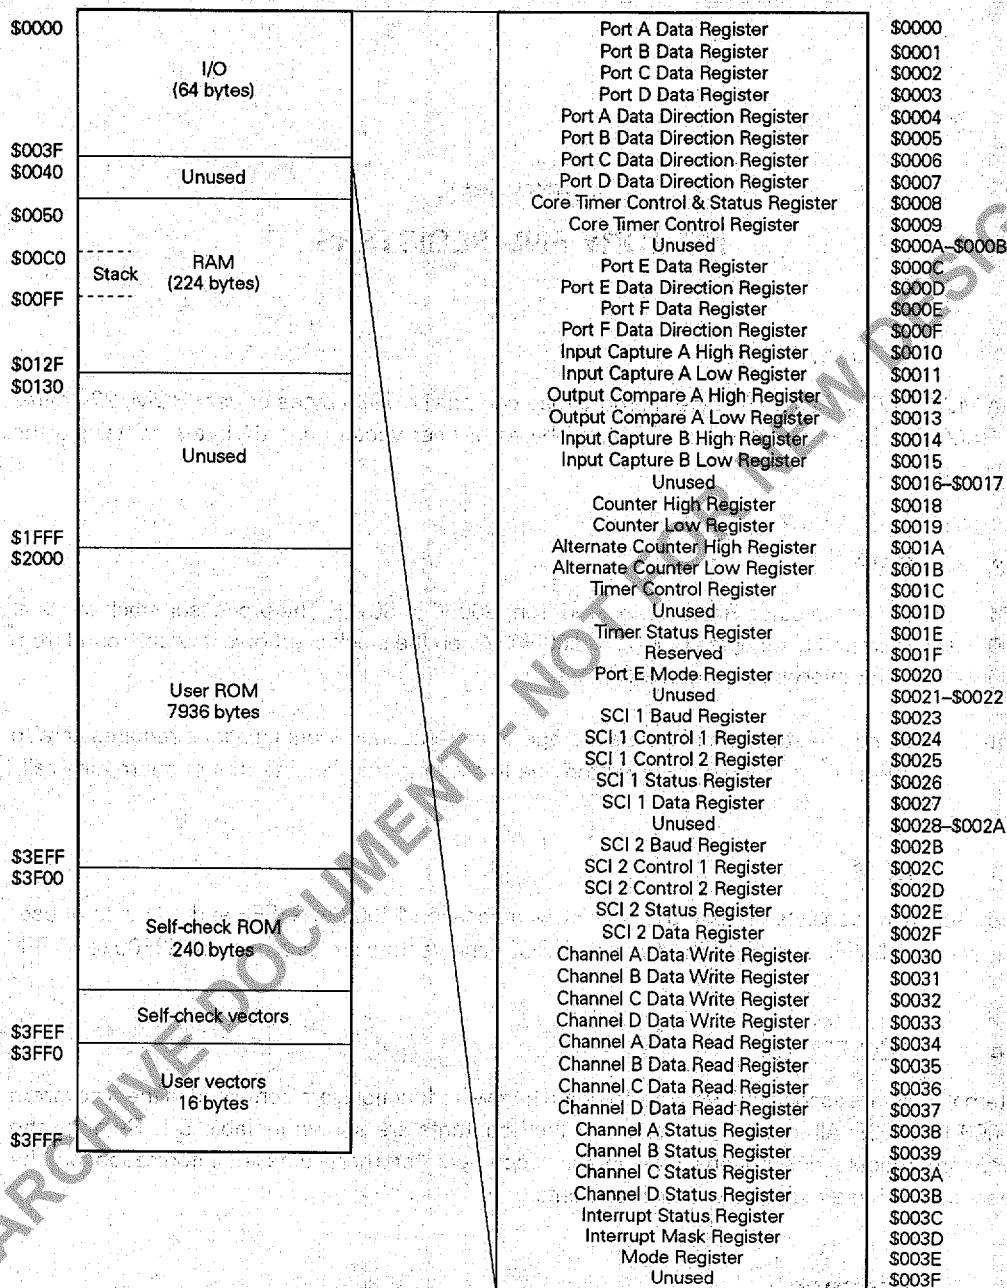 $0000
I/O
(64 bytes)
$003F
$0040
Unused
$0050
$00C0
Stack
RAM
(224 bytes)
$00FF
$012F
$0130
Unused
$1FFF
$2000
User ROM
7936 bytes
$3EFF
$3F00
Self-check ROM
240 bytes
Self-check vectors
$3FEF
$3FF0
User vectors
16 bytes
$3FFF
Port A Data Register $0000
Port B Data Register $0001
Port C Data Register $0002
Port D Data Register $0003
Port A Data Direction Register $0004
Port B Data Direction Register $0005
Port C Data Direction Register $0006
Port D Data Direction Register $0007
Core Timer Control & Status Register $0008
Core Timer Control Register $0009
Unused $000A–$000B
Port E Data Register $000C
Port E Data Direction Register $000D
Port F Data Register $000E
Port F Data Direction Register $000F
Input Capture A High Register $0010
Input Capture A Low Register $0011
Output Compare A High Register $0012
Output Compare A Low Register $0013
Input Capture B High Register $0014
Input Capture B Low Register $0015
Unused $0016–$0017
Counter High Register $0018
Counter Low Register $0019
Alternate Counter High Register $001A
Alternate Counter Low Register $001B
Timer Control Register $001C
Unused $001D
Timer Status Register $001E
Reserved $001F
Port E Mode Register $0020
Unused $0021–$0022
SCI 1 Baud Register $0023
SCI 1 Control 1 Register $0024
SCI 1 Control 2 Register $0025
SCI 1 Status Register $0026
SCI 1 Data Register $0027
Unused $0028–$002A
SCI 2 Baud Register $002B
SCI 2 Control 1 Register $002C
SCI 2 Control 2 Register $002D
SCI 2 Status Register $002E
SCI 2 Data Register $002F
Channel A Data Write Register $0030
Channel B Data Write Register $0031
Channel C Data Write Register $0032
Channel D Data Write Register $0033
Channel A Data Read Register $0034
Channel B Data Read Register $0035
Channel C Data Read Register $0036
Channel D Data Read Register $0037
Channel A Status Register $0038
Channel B Status Register $0039
Channel C Status Register $003A
Channel D Status Register $003B
Interrupt Status Register $003C
Interrupt Mask Register $003D
Mode Register $003E
Unused $003F
ARCHIVE DOCUMENT - NOT FOR NEW DESIG